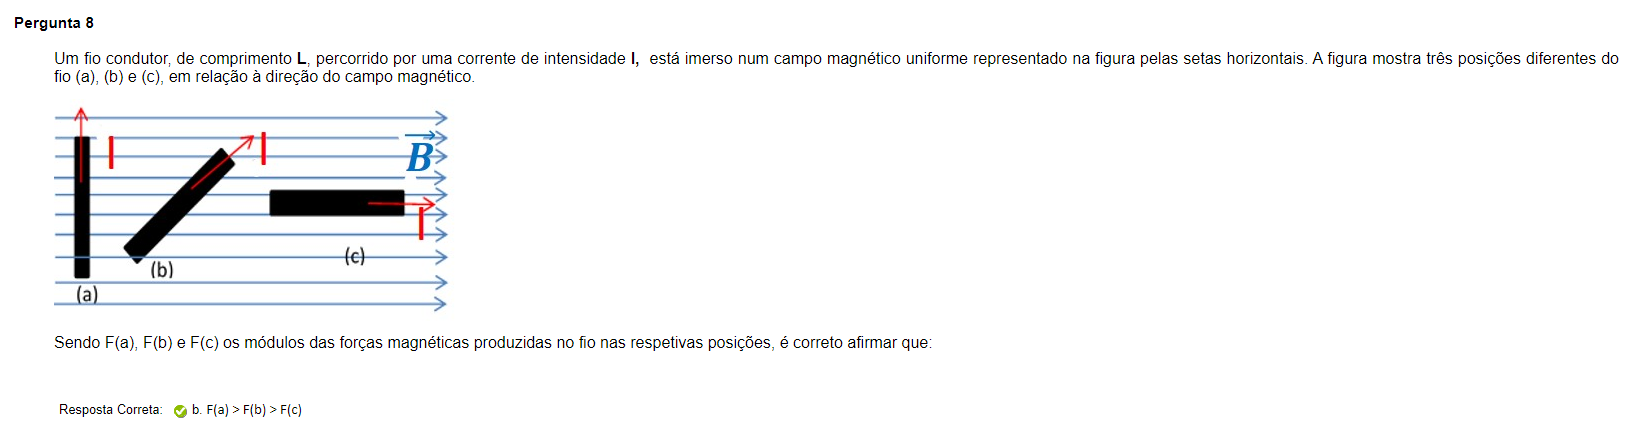 Pergunta 8
Um fio condutor, de comprimento L, percorrido por uma corrente de intensidade I, está imerso num campo magnético uniforme representado na figura pelas setas horizontais. A figura mostra três posições diferentes do
fio (a), (b) e (c), em relação à direção do campo magnético.
I
I
B
I
(c)
(b)
(a)
Sendo F(a), F(b) e F(c) os módulos das forças magnéticas produzidas no fio nas respetivas posições, é correto afirmar que:
Resposta Correta: b. F(a) > F(b) > F(c)